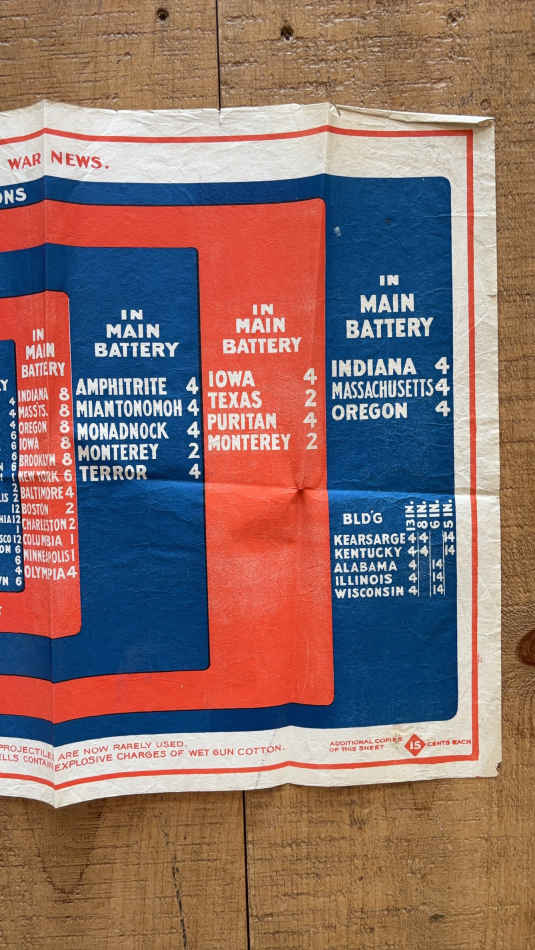 WAR NEWS.
ONS
IN
MAIN
BATTERY
INDIANA 8
MASS'TS. 8
OREGON 8
IOWA 8
BROOKLYN 8
NEW YORK 6
BALTIMORE 4
BOSTON 2
CHARLESTON 2
COLUMBIA 1
MINNEAPOLIS 1
OLYMPIA 4
IN
MAIN
BATTERY
AMPHITRITE 4
MIANTONOMOH 4
MONADNOCK 4
MONTEREY 2
TERROR 4
IN
MAIN
BATTERY
IOWA 4
TEXAS 2
PURITAN 4
MONTEREY 2
IN
MAIN
BATTERY
INDIANA 4
MASSACHUSETTS 4
OREGON 4
BLD'G 13 IN. 8 IN. 6 IN. 5 IN.
KEARSARGE 4 4 14
KENTUCKY 4 4 14
ALABAMA 4 14
ILLINOIS 4 14
WISCONSIN 4 14
PROJECTILES ARE NOW RARELY USED.
ELLS CONTAIN EXPLOSIVE CHARGES OF WET GUN COTTON.
ADDITIONAL COPIES
OF THIS SHEET 15 CENTS EACH